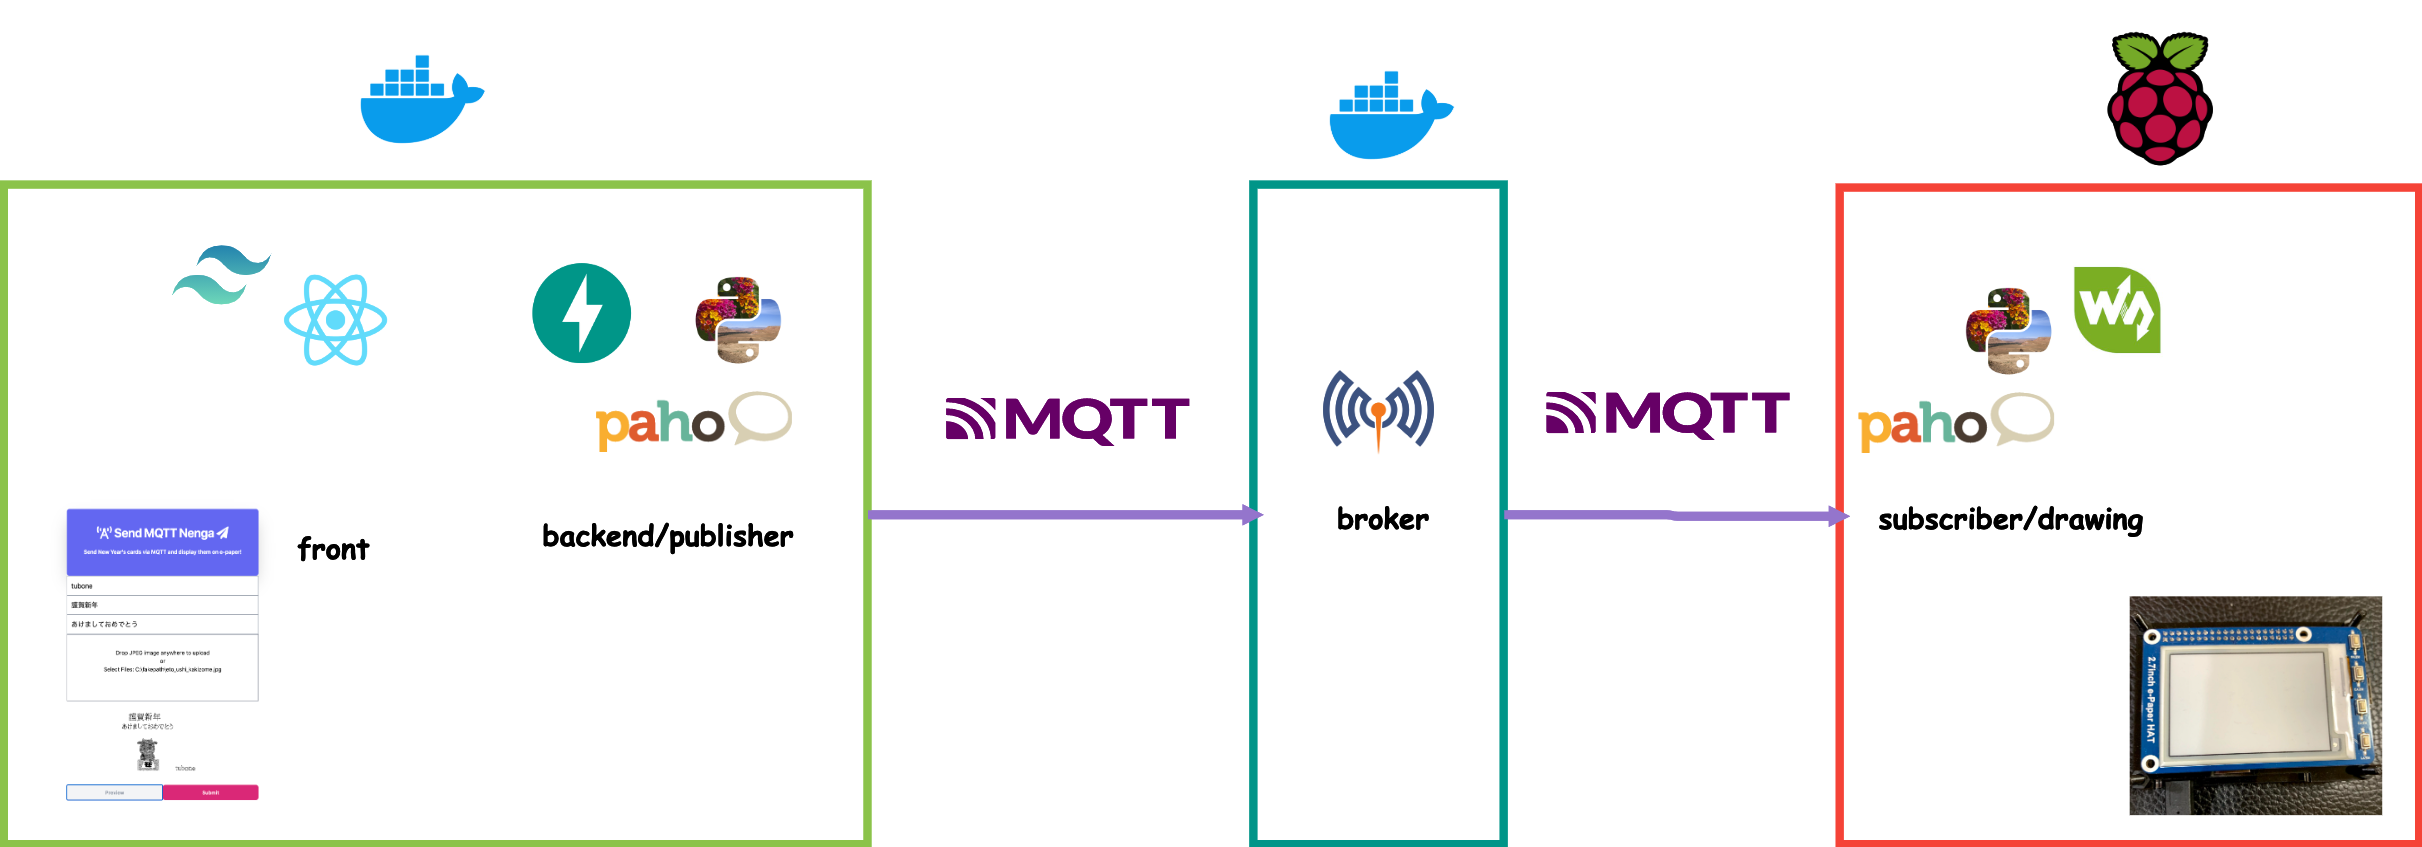 paho
MQTT
MQTT
paho
front
backend/publisher
broker
subscriber/drawing
Send MQTT Nenga
Send New Year's cards via MQTT and display them on e-paper!
tubone
謹賀新年
あけましておめでとう
Drop JPEG image anywhere to upload
or
Select Files: C:\fakepath\eto_ushi_kakizome.jpg
謹賀新年
あけましておめでとう
tubone
Preview
Submit
2.7inch e-Paper HAT